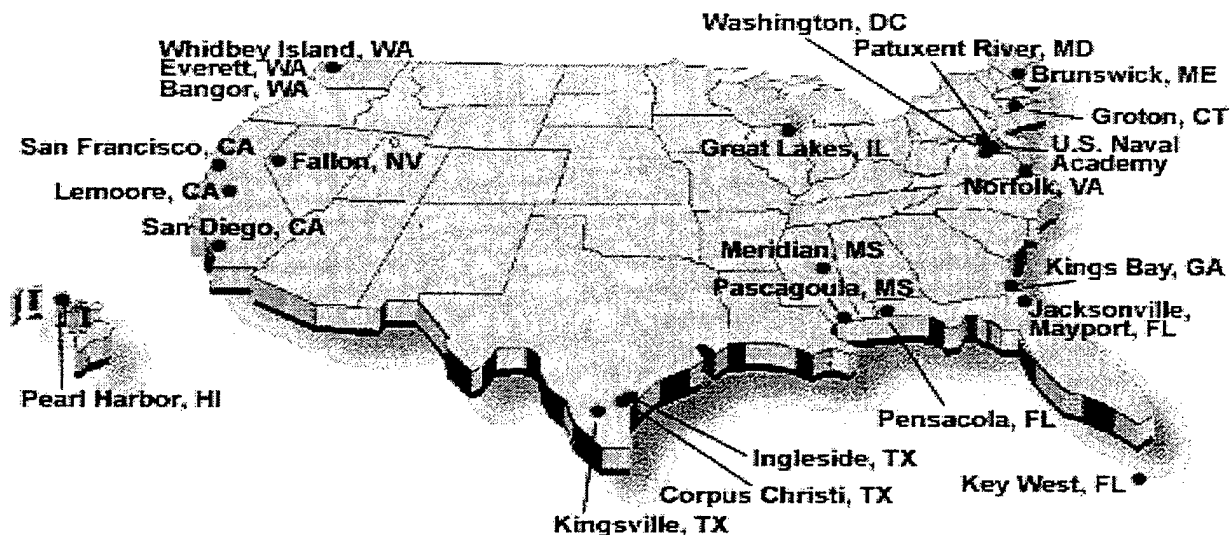 Washington, DC
Patuxent River, MD
Whidbey Island, WA
Everett, WA
Bangor, WA
Brunswick, ME
Groton, CT
San Francisco, CA
Fallon, NV
Great Lakes, IL
U.S. Naval
Academy
Lemoore, CA
Norfolk, VA
San Diego, CA
Meridian, MS
Kings Bay, GA
Pascagoula, MS
Jacksonville,
Mayport, FL
Pearl Harbor, HI
Pensacola, FL
Ingleside, TX
Corpus Christi, TX
Key West, FL
Kingsville, TX